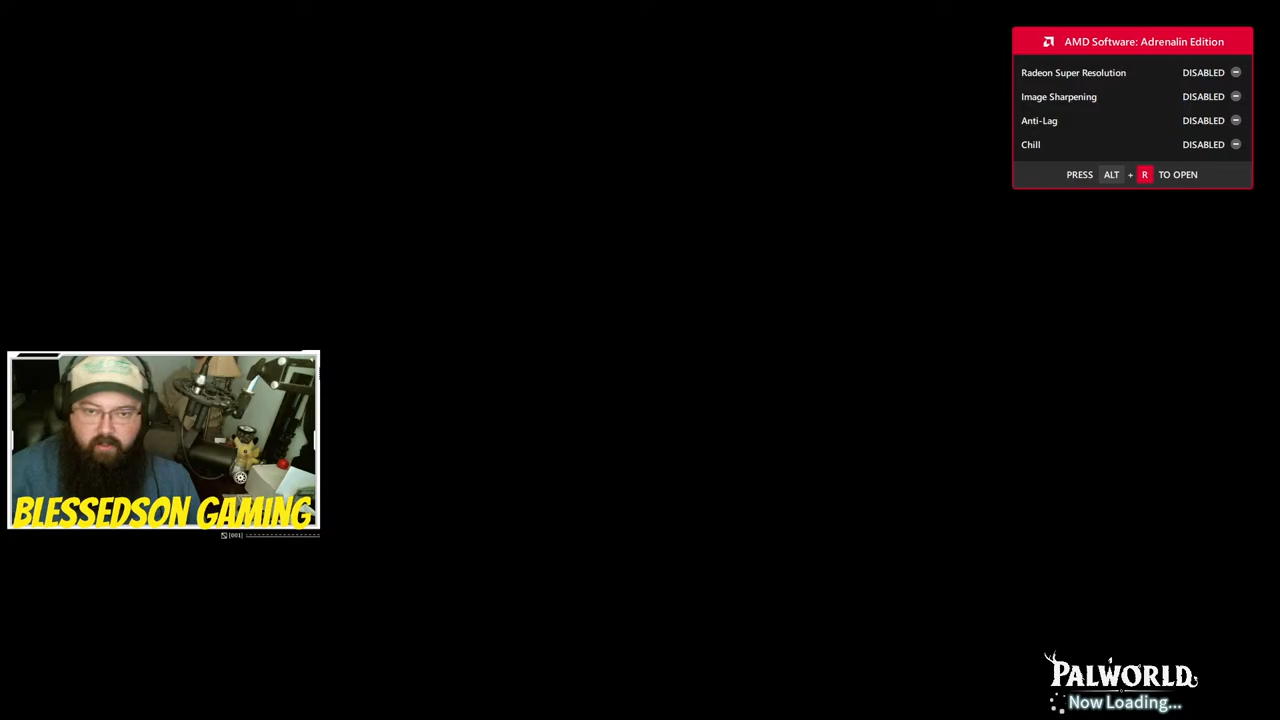 AMD Software: Adrenalin Edition
Radeon Super Resolution DISABLED
Image Sharpening DISABLED
Anti-Lag DISABLED
Chill DISABLED
PRESS ALT + R TO OPEN
BLESSEDSON GAMING
[001]
PALWORLD
Now Loading...